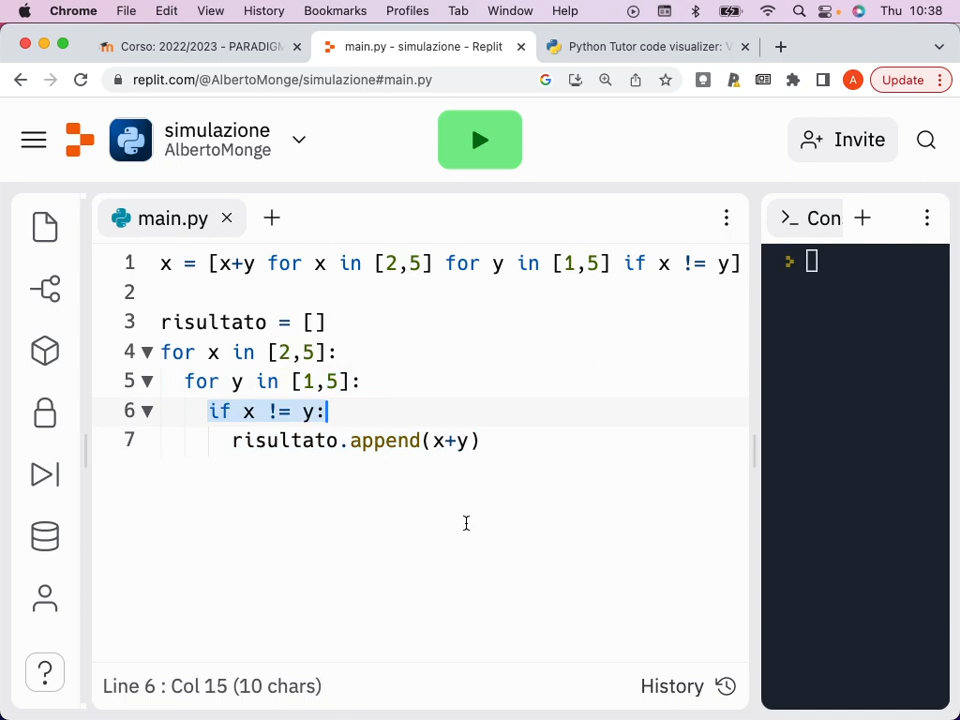 Chrome File Edit View History Bookmarks Profiles Tab Window Help Thu 10:38
Corso: 2022/2023 - PARADIGM
main.py - simulazione - Replit
Python Tutor code visualizer: V
replit.com/@AlbertoMonge/simulazione#main.py
A
Update
simulazione
AlbertoMonge
Invite
main.py
>_ Con
1 x = [x+y for x in [2,5] for y in [1,5] if x != y]
2
3 risultato = []
4 for x in [2,5]:
5 for y in [1,5]:
6 if x != y:
7 risultato.append(x+y)
?
Line 6 : Col 15 (10 chars)
History